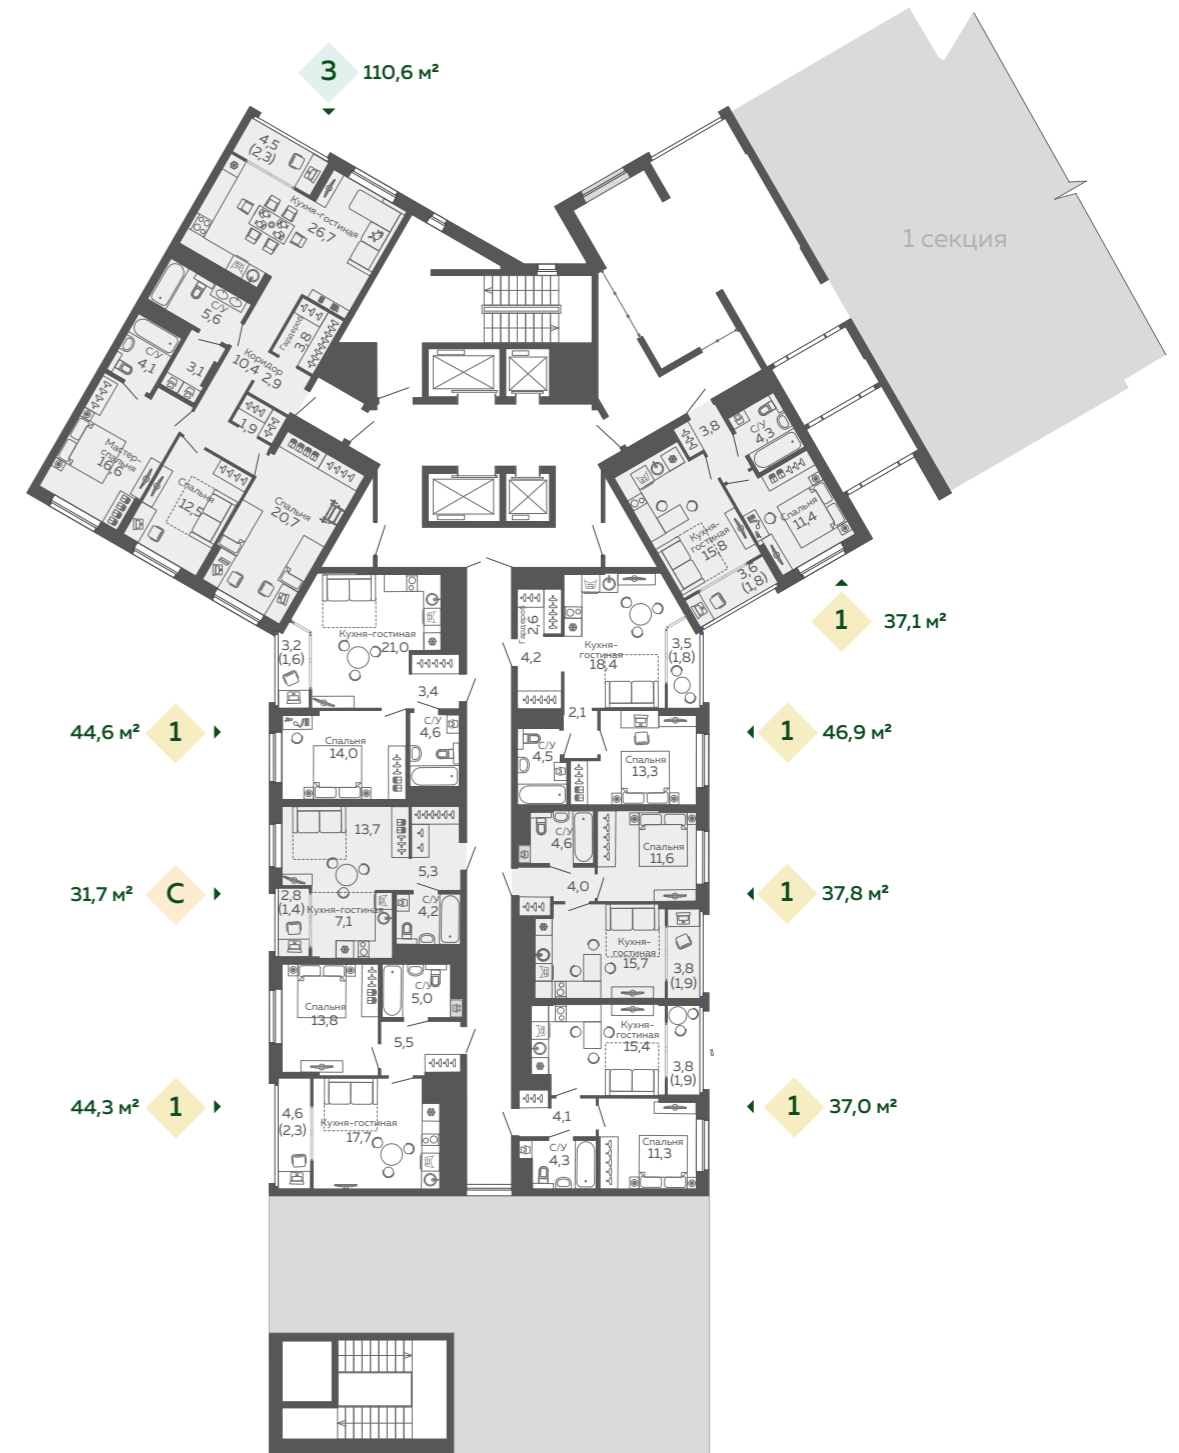 3 110,6 м²
4,5
(2,3)
Кухня-гостиная
26,7
1 секция
С/У
5,6
Гардероб
3,8
С/У
4,1
3,1
Коридор
10,4 2,9
1,9
Мастер-
спальня
16,6
Спальня
12,5
Спальня
20,1
3,8
С/У
4,3
Кухня-
гостиная
15,8
Спальня
11,4
3,6
(1,8)
1 37,1 м²
Кухня-гостиная
21,0
3,2
(1,6)
3,4
Гардероб
2,6
4,2
Кухня-
гостиная
18,4
3,5
(1,8)
44,6 м² 1
Спальня
14,0
С/У
4,6
2,1
С/У
4,5
Спальня
13,3
1 46,9 м²
13,7
5,3
С/У
4,6
Спальня
11,6
4,0
31,7 м² С
2,8
(1,4)
Кухня-гостиная
7,1
С/У
4,2
1 37,8 м²
Кухня-
гостиная
15,7
3,8
(1,9)
Спальня
13,8
С/У
5,0
5,5
Кухня-
гостиная
15,4
3,8
(1,9)
44,3 м² 1
4,6
(2,3)
Кухня-гостиная
17,7
4,1
С/У
4,3
Спальня
11,3
1 37,0 м²